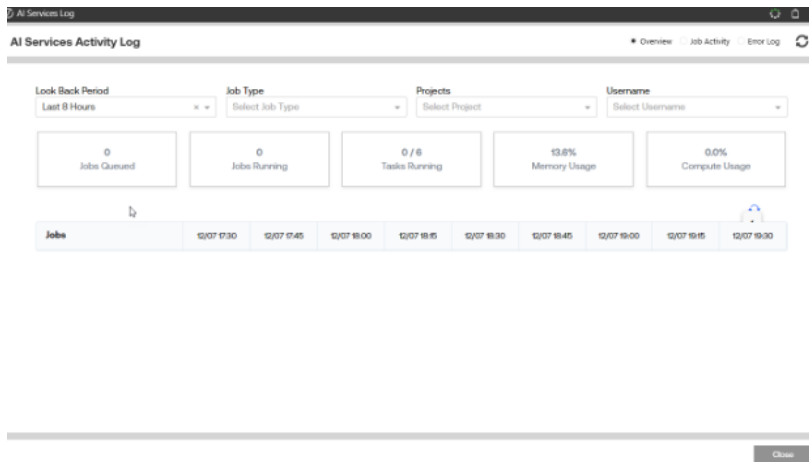 AI Services Log
AI Services Activity Log
Overview Job Activity Error Log
Look Back Period Job Type Projects Username
Last 8 Hours Select Job Type Select Project Select Username
0 0 0 / 6 13.6% 0.0%
Jobs Queued Jobs Running Tasks Running Memory Usage Compute Usage
Jobs 12/07 17:30 12/07 17:45 12/07 18:00 12/07 18:15 12/07 18:30 12/07 18:45 12/07 19:00 12/07 19:15 12/07 19:30
Close